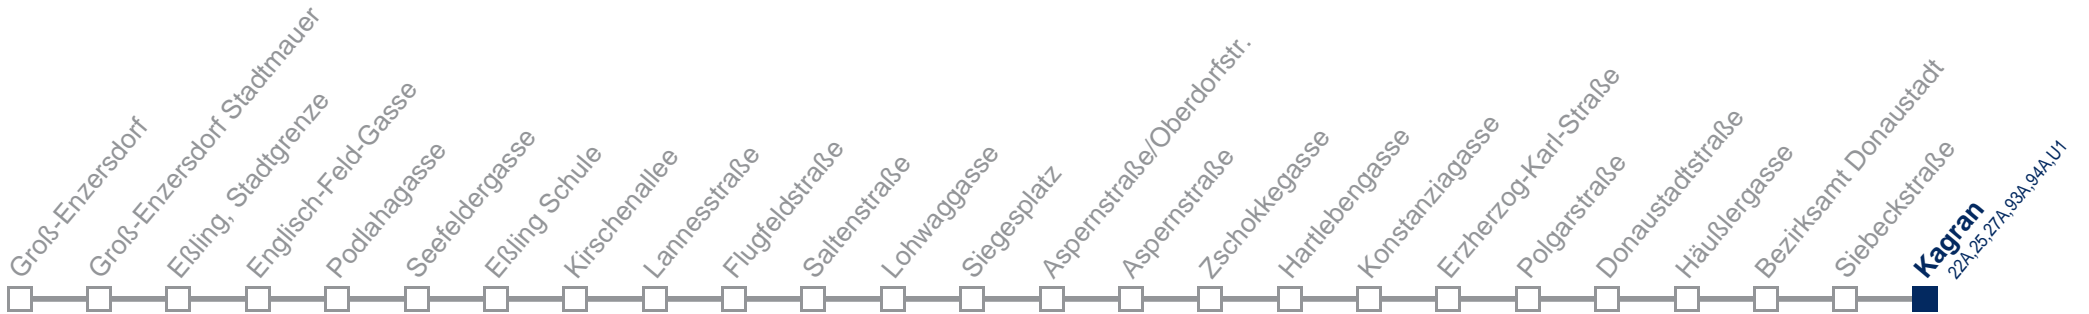 Groß-Enzersdorf
Groß-Enzersdorf Stadtmauer
Eßling, Stadtgrenze
Englisch-Feld-Gasse
Podlahagasse
Seefeldergasse
Eßling Schule
Kirschenallee
Lannesstraße
Flugfeldstraße
Saltenstraße
Lohwaggasse
Siegesplatz
Aspernstraße/Oberdorfstr.
Aspernstraße
Zschokkegasse
Hartlebengasse
Konstanziagasse
Erzherzog-Karl-Straße
Polgarstraße
Donaustadtstraße
Häußlergasse
Bezirksamt Donaustadt
Siebeckstraße
Kagran
22A,25,27A,93A,94A,U1